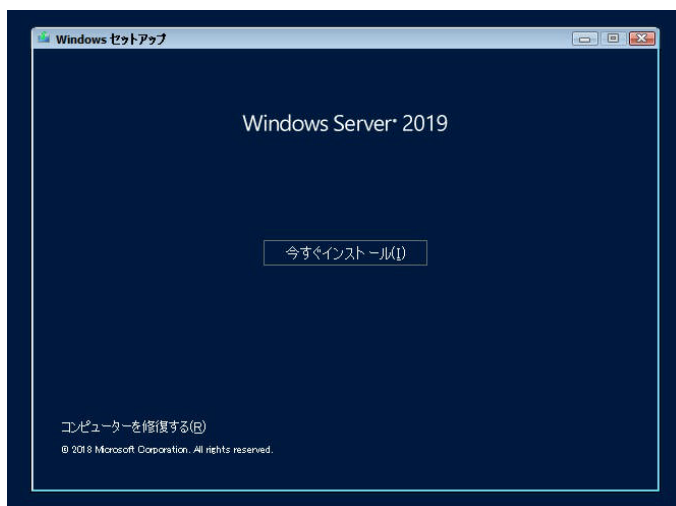 Windows セットアップ
Windows Server® 2019
今すぐインストール(I)
コンピューターを修復する(R)
© 2018 Microsoft Corporation. All rights reserved.